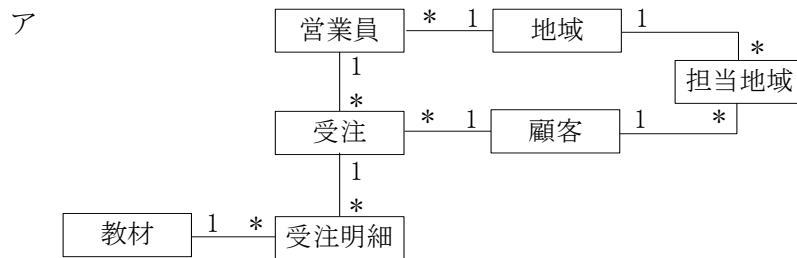 ア
営業員 * 1 地域 1
* 担当地域
1
*
受注 * 1 顧客 1 *
1
*
教材 1 * 受注明細